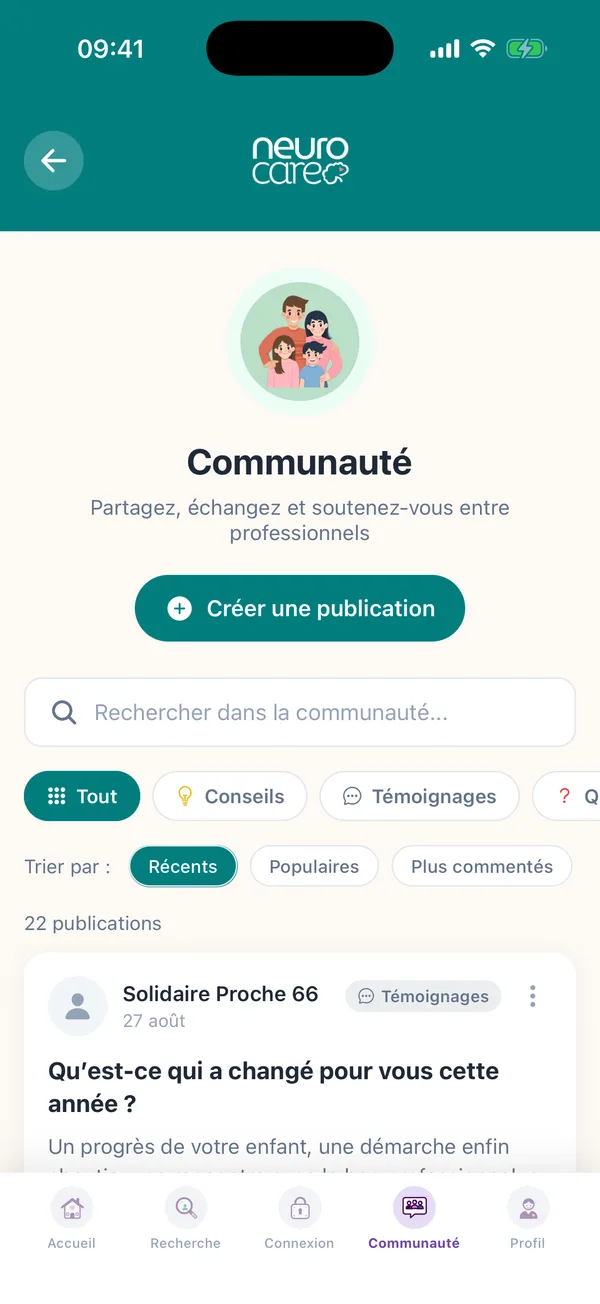 09:41
neuro
care
Communauté
Partagez, échangez et soutenez-vous entre
professionnels
Créer une publication
Rechercher dans la communauté...
Tout
Conseils
Témoignages
? Q
Trier par :
Récents
Populaires
Plus commentés
22 publications
Solidaire Proche 66
Témoignages
27 août
Qu’est-ce qui a changé pour vous cette
année ?
Un progrès de votre enfant, une démarche enfin
Accueil
Recherche
Connexion
Communauté
Profil